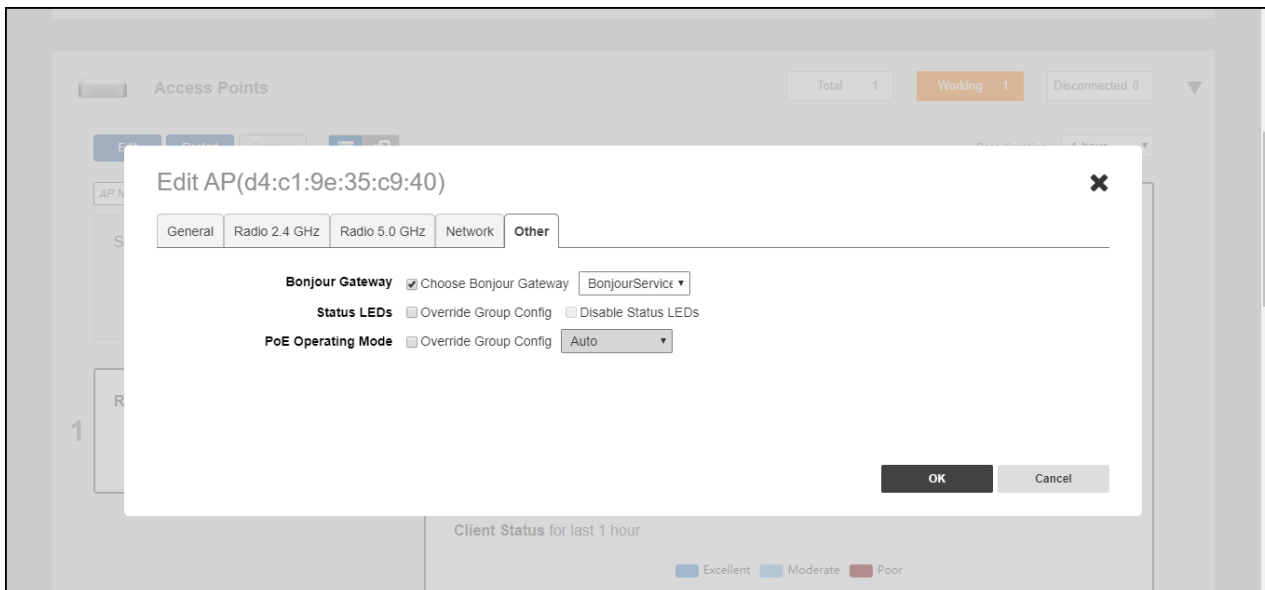 Access Points
Total 1
Working 1
Disconnected 0
Edit AP(d4:c1:9e:35:c9:40)
General
Radio 2.4 GHz
Radio 5.0 GHz
Network
Other
Bonjour Gateway
Choose Bonjour Gateway
BonjourService
Status LEDs
Override Group Config
Disable Status LEDs
PoE Operating Mode
Override Group Config
Auto
OK
Cancel
1
Client Status for last 1 hour
Excellent
Moderate
Poor